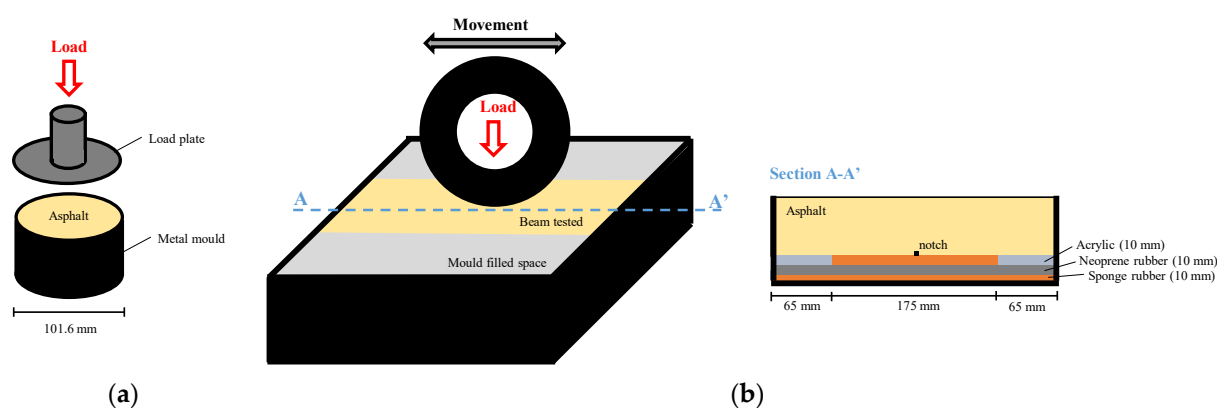 Load
Load plate
Asphalt
Metal mould
101.6 mm
(a)
Movement
Load
A
A’
Beam tested
Mould filled space
Section A-A’
Asphalt
notch
Acrylic (10 mm)
Neoprene rubber (10 mm)
Sponge rubber (10 mm)
65 mm
175 mm
65 mm
(b)